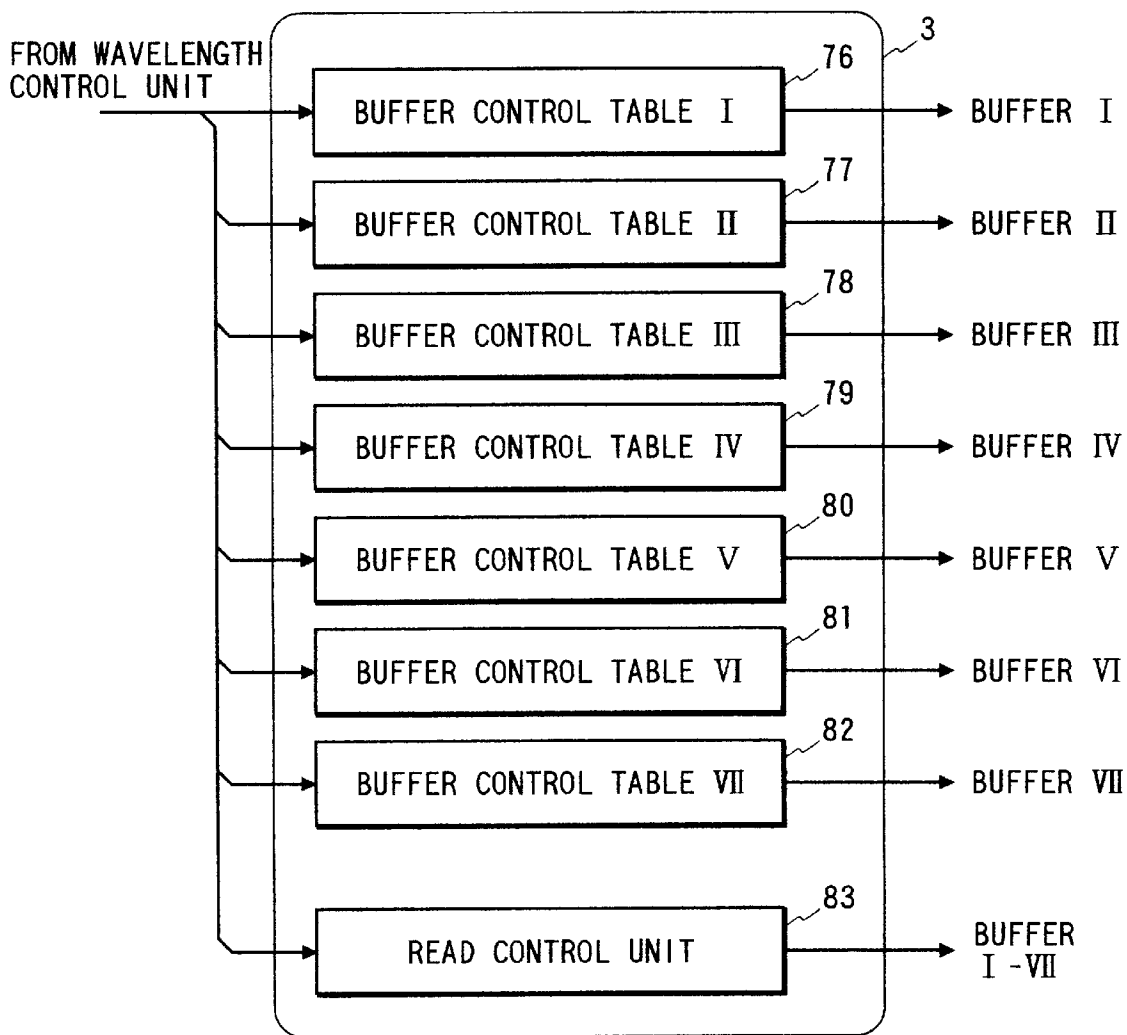 3
FROM WAVELENGTH
CONTROL UNIT
76
BUFFER CONTROL TABLE Ⅰ
BUFFER Ⅰ
77
BUFFER CONTROL TABLE Ⅱ
BUFFER Ⅱ
78
BUFFER CONTROL TABLE Ⅲ
BUFFER Ⅲ
79
BUFFER CONTROL TABLE Ⅳ
BUFFER Ⅳ
80
BUFFER CONTROL TABLE Ⅴ
BUFFER Ⅴ
81
BUFFER CONTROL TABLE Ⅵ
BUFFER Ⅵ
82
BUFFER CONTROL TABLE Ⅶ
BUFFER Ⅶ
83
READ CONTROL UNIT
BUFFER
Ⅰ-Ⅶ